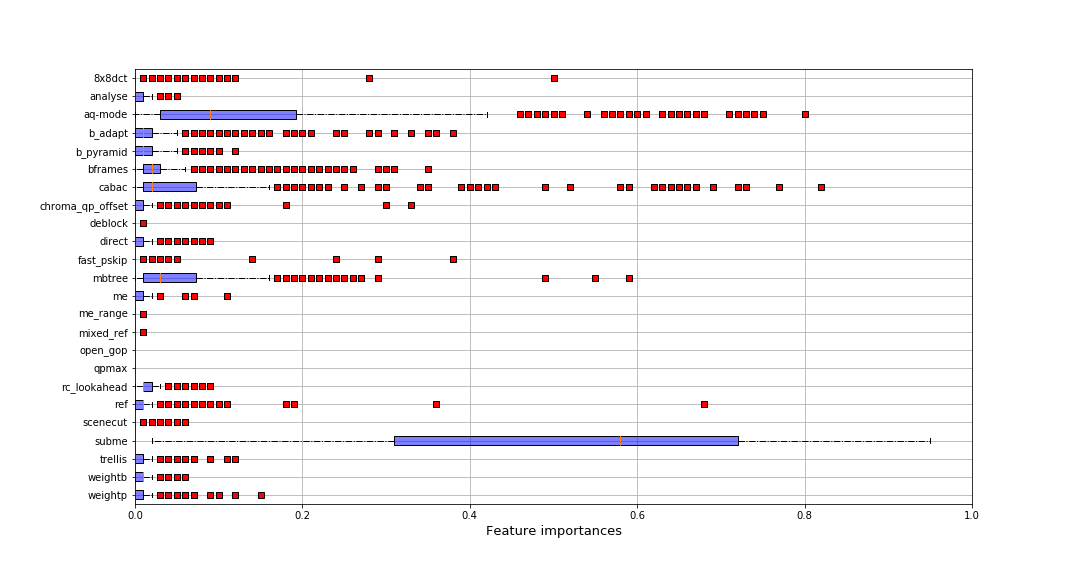 8x8dct
analyse
aq-mode
b_adapt
b_pyramid
bframes
cabac
chroma_qp_offset
deblock
direct
fast_pskip
mbtree
me
me_range
mixed_ref
open_gop
qpmax
rc_lookahead
ref
scenecut
subme
trellis
weightb
weightp
0.0 0.2 0.4 0.6 0.8 1.0
Feature importances